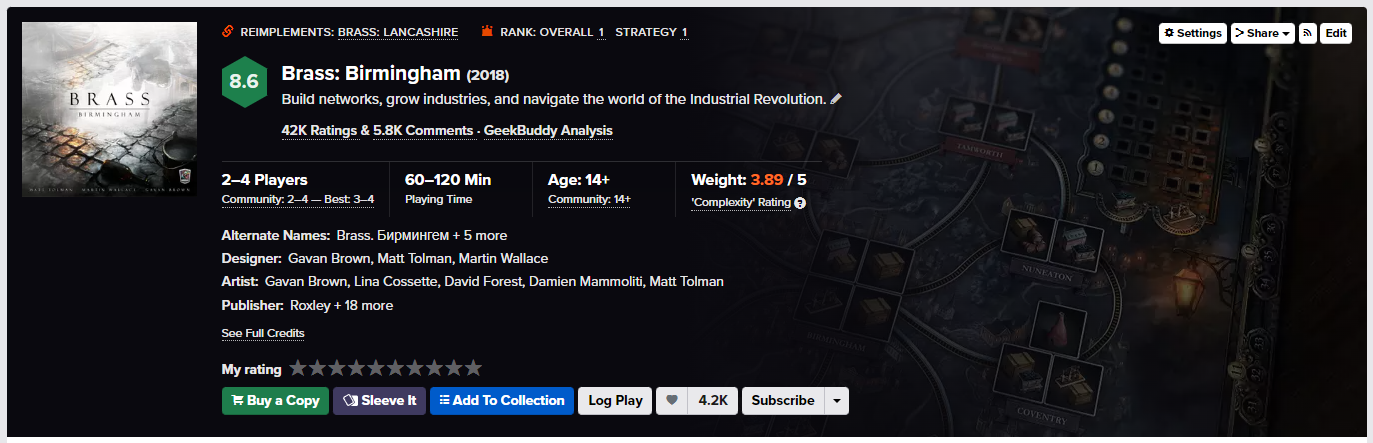 REIMPLEMENTS: BRASS: LANCASHIRE RANK: OVERALL 1 STRATEGY 1
Settings Share Edit
8.6
Brass: Birmingham (2018)
Build networks, grow industries, and navigate the world of the Industrial Revolution.
42K Ratings & 5.8K Comments · GeekBuddy Analysis
BRASS
BIRMINGHAM
MATT TOLMAN MARTIN WALLACE GAVAN BROWN
2–4 Players
Community: 2–4 — Best: 3–4
60–120 Min
Playing Time
Age: 14+
Community: 14+
Weight: 3.89 / 5
'Complexity' Rating ?
Alternate Names: Brass. Бирмингем + 5 more
Designer: Gavan Brown, Matt Tolman, Martin Wallace
Artist: Gavan Brown, Lina Cossette, David Forest, Damien Mammoliti, Matt Tolman
Publisher: Roxley + 18 more
See Full Credits
My rating
Buy a Copy Sleeve It Add To Collection Log Play 4.2K Subscribe
TAMWORTH
NUNEATON
BIRMINGHAM
COVENTRY